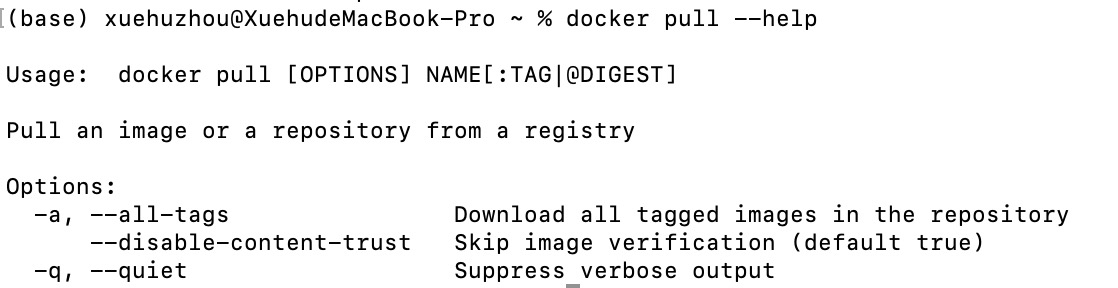 [(base) xuehuzhou@XuehudeMacBook-Pro ~ % docker pull --help
Usage:  docker pull [OPTIONS] NAME[:TAG|@DIGEST]
Pull an image or a repository from a registry
Options:
  -a, --all-tags                Download all tagged images in the repository
      --disable-content-trust   Skip image verification (default true)
  -q, --quiet                   Suppress verbose output